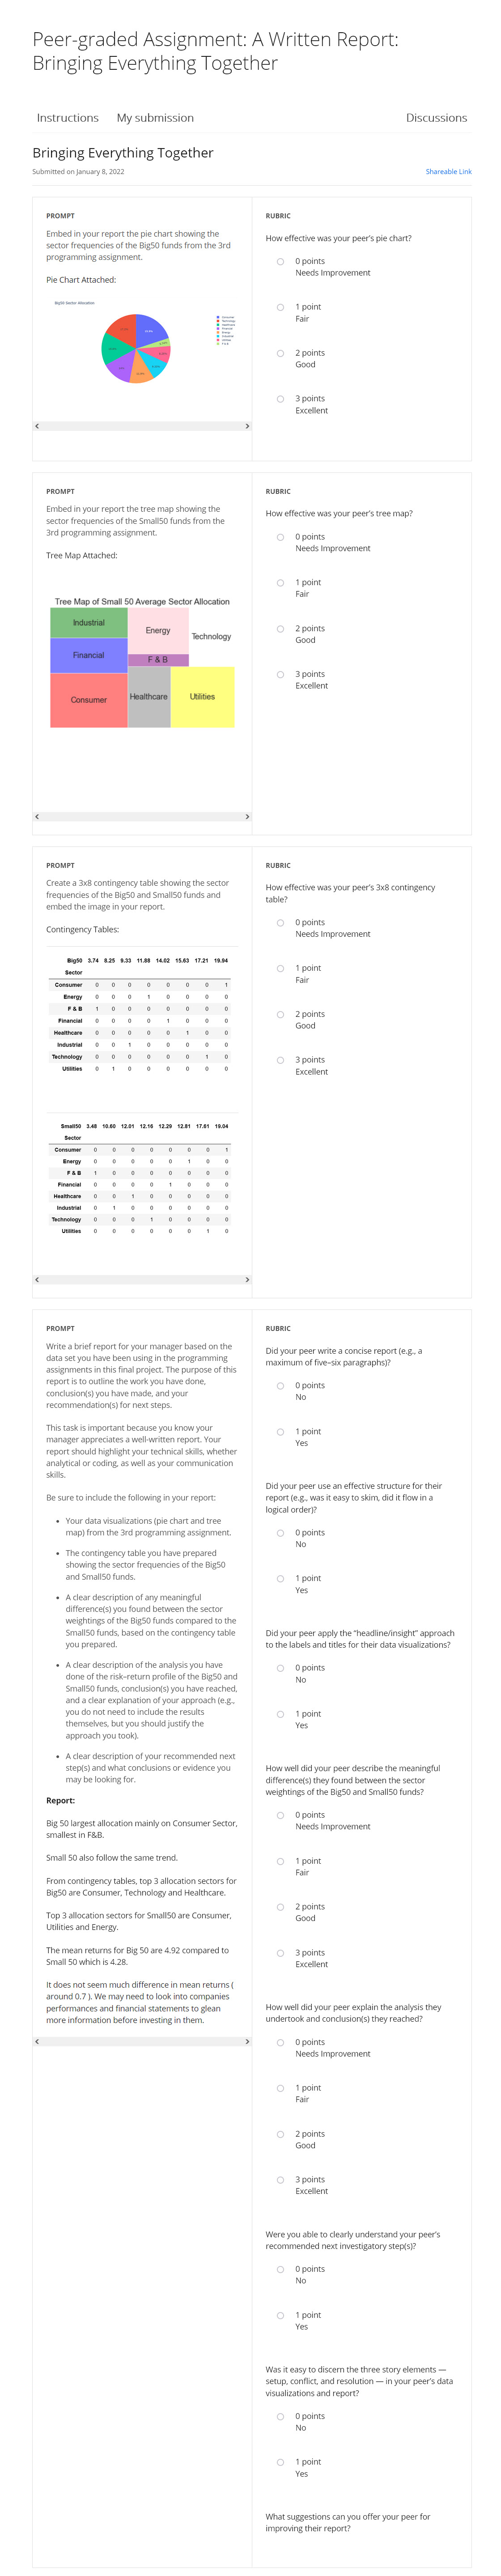 Peer-graded Assignment: A Written Report:
Bringing Everything Together
Instructions My submission Discussions
Bringing Everything Together
Submitted on January 8, 2022 Shareable Link
PROMPT
Embed in your report the pie chart showing the
sector frequencies of the Big50 funds from the 3rd
programming assignment.
Pie Chart Attached:
Big50 Sector Allocation
Consumer
Technology
Healthcare
Financial
Energy
Industrial
Utilities
F & B
RUBRIC
How effective was your peer's pie chart?
0 points
Needs Improvement
1 point
Fair
2 points
Good
3 points
Excellent
PROMPT
Embed in your report the tree map showing the
sector frequencies of the Small50 funds from the
3rd programming assignment.
Tree Map Attached:
Tree Map of Small 50 Average Sector Allocation
Industrial
Energy
Technology
Financial
F & B
Consumer
Healthcare
Utilities
RUBRIC
How effective was your peer's tree map?
0 points
Needs Improvement
1 point
Fair
2 points
Good
3 points
Excellent
PROMPT
Create a 3x8 contingency table showing the sector
frequencies of the Big50 and Small50 funds and
embed the image in your report.
Contingency Tables:
Big50 3.74 8.25 9.33 11.88 14.02 15.63 17.21 19.94
Sector
Consumer 0 0 0 0 0 0 0 1
Energy 0 0 0 1 0 0 0 0
F & B 1 0 0 0 0 0 0 0
Financial 0 0 0 0 1 0 0 0
Healthcare 0 0 0 0 0 1 0 0
Industrial 0 0 1 0 0 0 0 0
Technology 0 0 0 0 0 0 1 0
Utilities 0 1 0 0 0 0 0 0
Small50 3.48 10.60 12.01 12.16 12.29 12.81 17.61 19.04
Sector
Consumer 0 0 0 0 0 0 0 1
Energy 0 0 0 0 0 1 0 0
F & B 1 0 0 0 0 0 0 0
Financial 0 0 0 0 1 0 0 0
Healthcare 0 0 1 0 0 0 0 0
Industrial 0 1 0 0 0 0 0 0
Technology 0 0 0 1 0 0 0 0
Utilities 0 0 0 0 0 0 1 0
RUBRIC
How effective was your peer's 3x8 contingency
table?
0 points
Needs Improvement
1 point
Fair
2 points
Good
3 points
Excellent
PROMPT
Write a brief report for your manager based on the
data set you have been using in the programming
assignments in this final project. The purpose of this
report is to outline the work you have done,
conclusion(s) you have made, and your
recommendation(s) for next steps.
This task is important because you know your
manager appreciates a well-written report. Your
report should highlight your technical skills, whether
analytical or coding, as well as your communication
skills.
Be sure to include the following in your report:
• Your data visualizations (pie chart and tree
map) from the 3rd programming assignment.
• The contingency table you have prepared
showing the sector frequencies of the Big50
and Small50 funds.
• A clear description of any meaningful
difference(s) you found between the sector
weightings of the Big50 funds compared to the
Small50 funds, based on the contingency table
you prepared.
• A clear description of the analysis you have
done of the risk–return profile of the Big50 and
Small50 funds, conclusion(s) you have reached,
and a clear explanation of your approach (e.g.,
you do not need to include the results
themselves, but you should justify the
approach you took).
• A clear description of your recommended next
step(s) and what conclusions or evidence you
may be looking for.
Report:
Big 50 largest allocation mainly on Consumer Sector,
smallest in F&B.
Small 50 also follow the same trend.
From contingency tables, top 3 allocation sectors for
Big50 are Consumer, Technology and Healthcare.
Top 3 allocation sectors for Small50 are Consumer,
Utilities and Energy.
The mean returns for Big 50 are 4.92 compared to
Small 50 which is 4.28.
It does not seem much difference in mean returns (
around 0.7 ). We may need to look into companies
performances and financial statements to glean
more information before investing in them.
RUBRIC
Did your peer write a concise report (e.g., a
maximum of five–six paragraphs)?
0 points
No
1 point
Yes
Did your peer use an effective structure for their
report (e.g., was it easy to skim, did it flow in a
logical order)?
0 points
No
1 point
Yes
Did your peer apply the "headline/insight" approach
to the labels and titles for their data visualizations?
0 points
No
1 point
Yes
How well did your peer describe the meaningful
difference(s) they found between the sector
weightings of the Big50 and Small50 funds?
0 points
Needs Improvement
1 point
Fair
2 points
Good
3 points
Excellent
How well did your peer explain the analysis they
undertook and conclusion(s) they reached?
0 points
Needs Improvement
1 point
Fair
2 points
Good
3 points
Excellent
Were you able to clearly understand your peer's
recommended next investigatory step(s)?
0 points
No
1 point
Yes
Was it easy to discern the three story elements —
setup, conflict, and resolution — in your peer's data
visualizations and report?
0 points
No
1 point
Yes
What suggestions can you offer your peer for
improving their report?